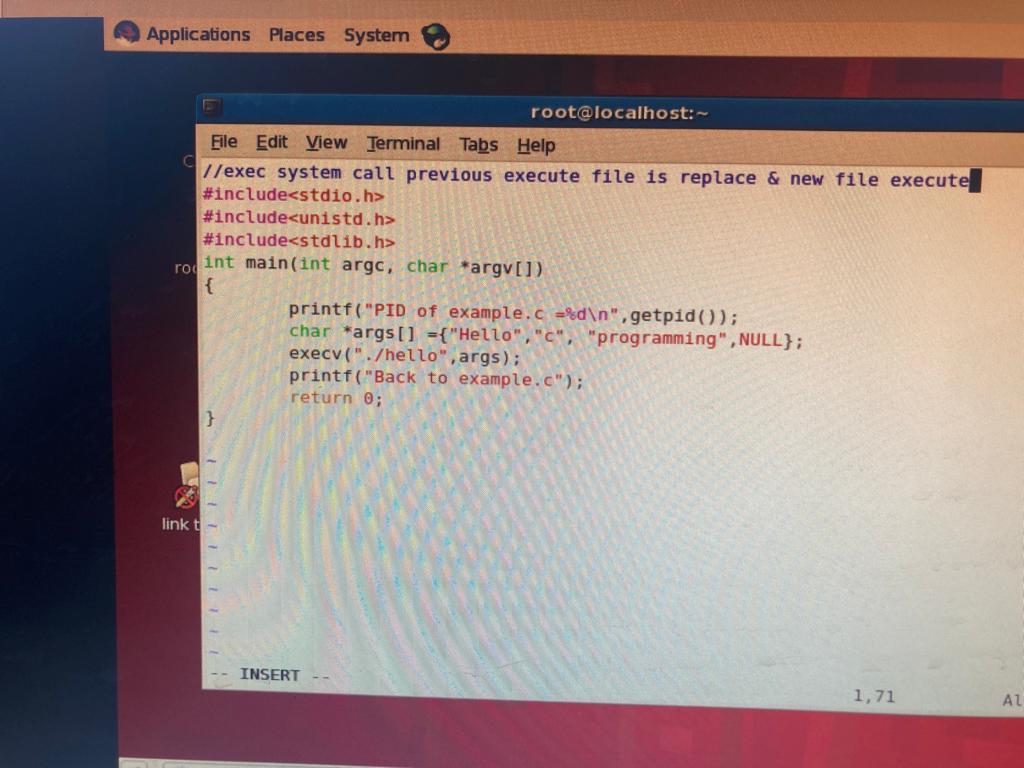 Applications Places System
root@localhost:~
File Edit View Terminal Tabs Help
//exec system call previous execute file is replace & new file execute
#include<stdio.h>
#include<unistd.h>
#include<stdlib.h>
int main(int argc, char *argv[])
{
printf("PID of example.c =%d\n",getpid());
char *args[] ={"Hello","c", "programming",NULL};
execv("./hello",args);
printf("Back to example.c");
return 0;
}
~
~
~
~
~
~
~
~
~
~
-- INSERT --
1,71
link